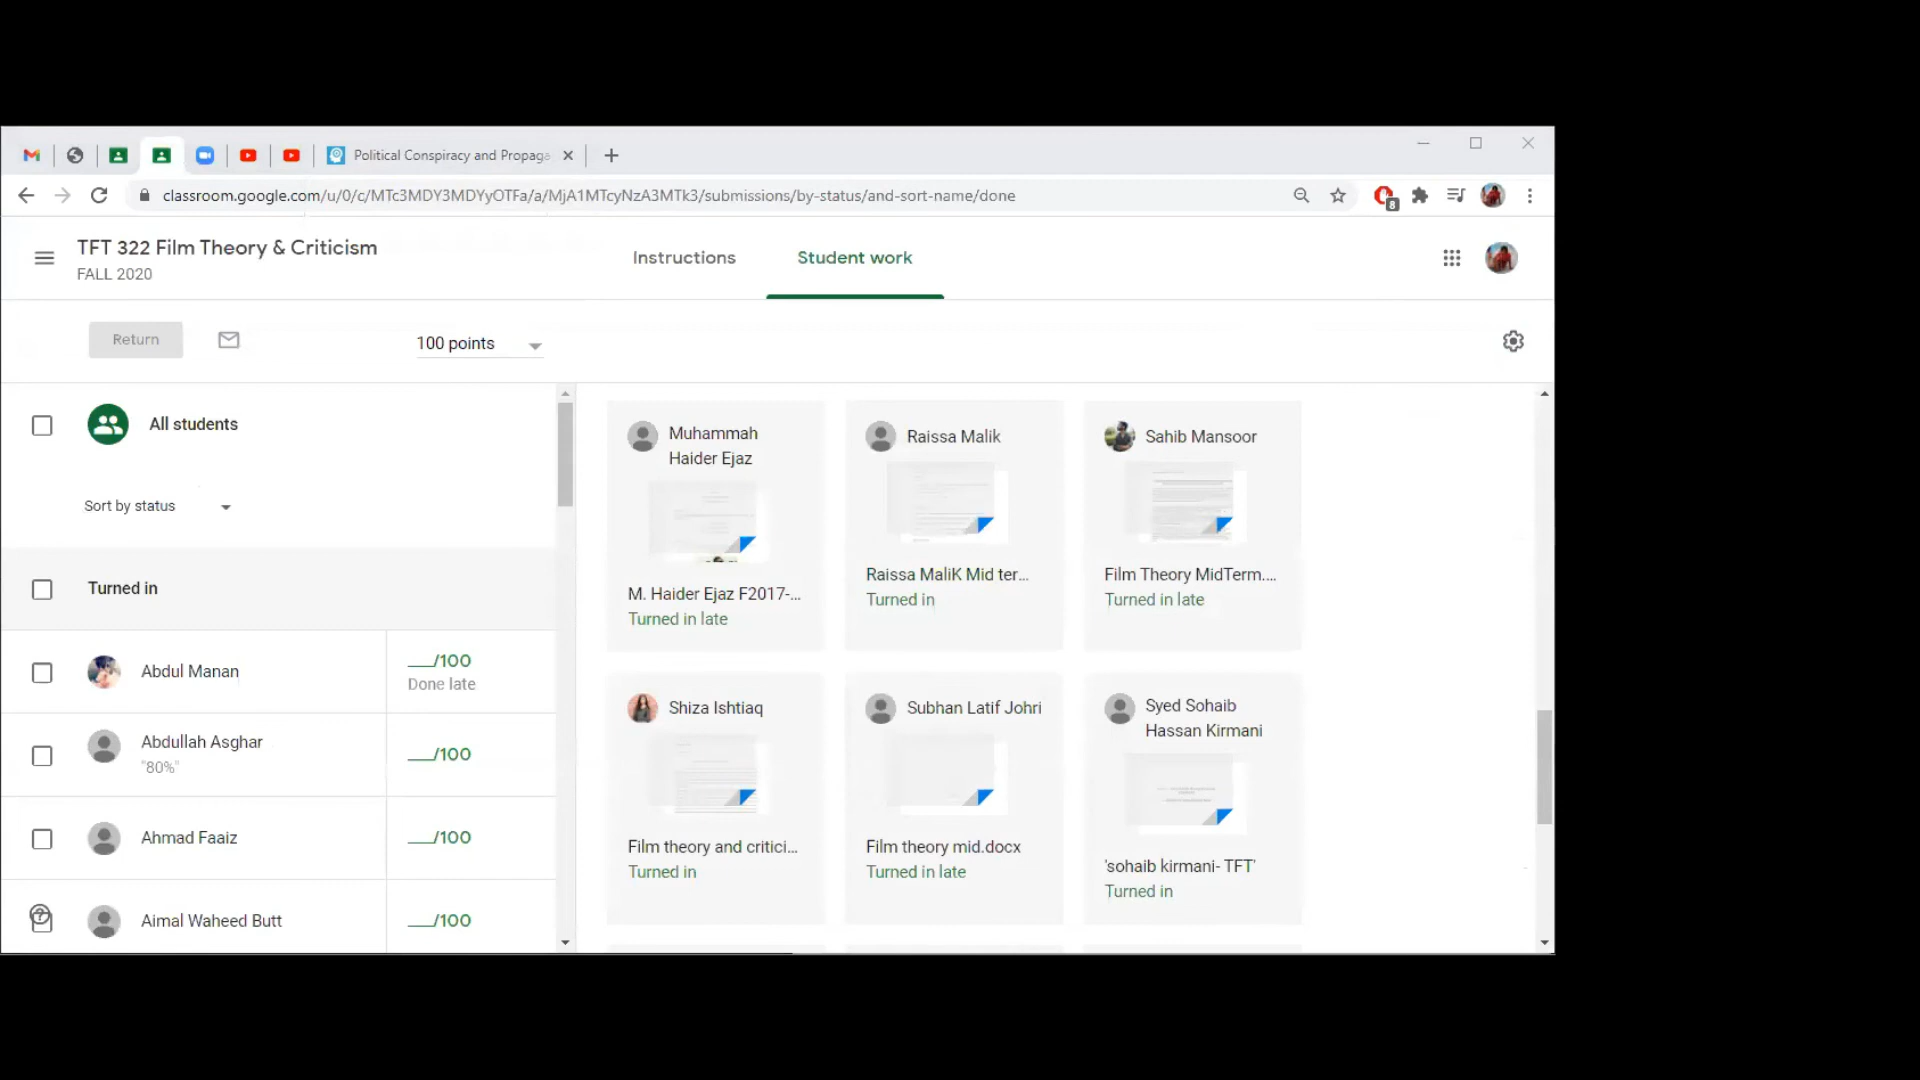 Political Conspiracy and Propaga
classroom.google.com/u/0/c/MTc3MDY3MDYyOTFa/a/MjA1MTcyNzA3MTk3/submissions/by-status/and-sort-name/done
8
TFT 322 Film Theory & Criticism
FALL 2020
Instructions
Student work
Return
100 points
All students
Sort by status
Turned in
Abdul Manan
___/100
Done late
Abdullah Asghar
"80%"
___/100
Ahmad Faaiz
___/100
Aimal Waheed Butt
___/100
Muhammah
Haider Ejaz
M. Haider Ejaz F2017-...
Turned in late
Raissa Malik
Raissa MaliK Mid ter...
Turned in
Sahib Mansoor
Film Theory MidTerm....
Turned in late
Shiza Ishtiaq
Film theory and critici...
Turned in
Subhan Latif Johri
Film theory mid.docx
Turned in late
Syed Sohaib
Hassan Kirmani
'sohaib kirmani- TFT'
Turned in